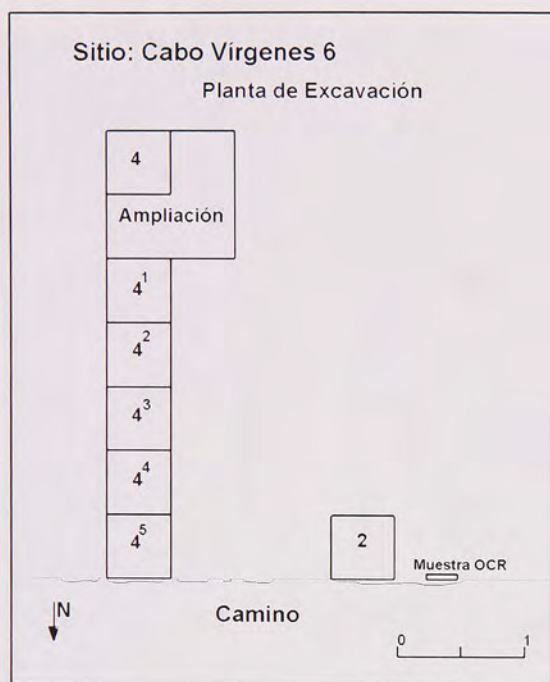 Sitio: Cabo Vírgenes 6
Planta de Excavación
4
Ampliación
4¹
4²
4³
4⁴
4⁵
2
Muestra OCR
N
Camino
0 1